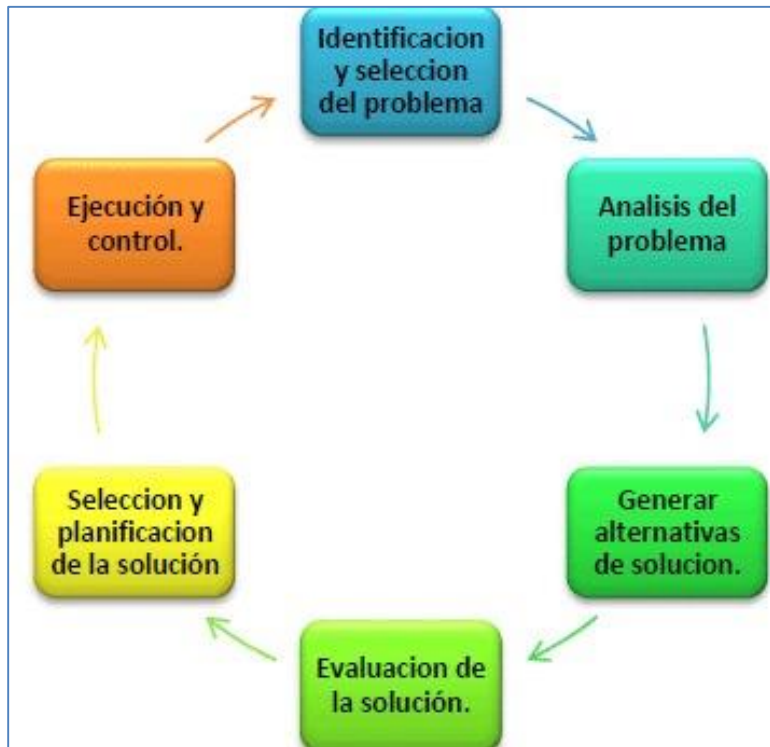 Identificacion
y seleccion
del problema
Analisis del
problema
Generar
alternativas
de solucion.
Evaluacion de
la solución.
Seleccion y
planificacion
de la solución
Ejecución y
control.